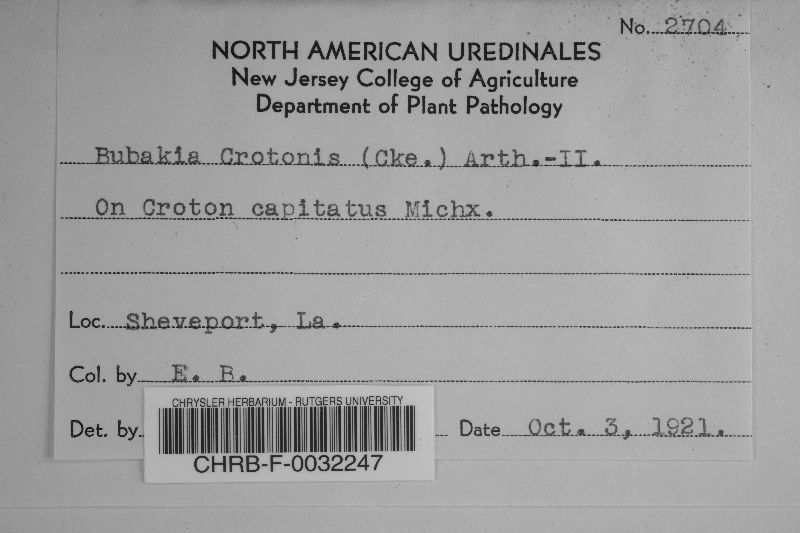 No. 2704
NORTH AMERICAN UREDINALES
New Jersey College of Agriculture
Department of Plant Pathology
Bubakia Crotonis (Cke.) Arth.-II.
On Croton capitatus Michx.
Loc. Sheveport, La.
Col. by E. B.
CHRYSLER HERBARIUM - RUTGERS UNIVERSITY
Det. by Date Oct. 3, 1921.
CHRB-F-0032247